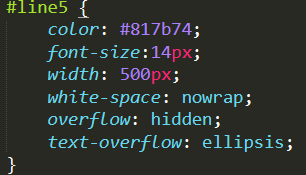 #line5 {
color: #817b74;
font-size:14px;
width: 500px;
white-space: nowrap;
overflow: hidden;
text-overflow: ellipsis;
}